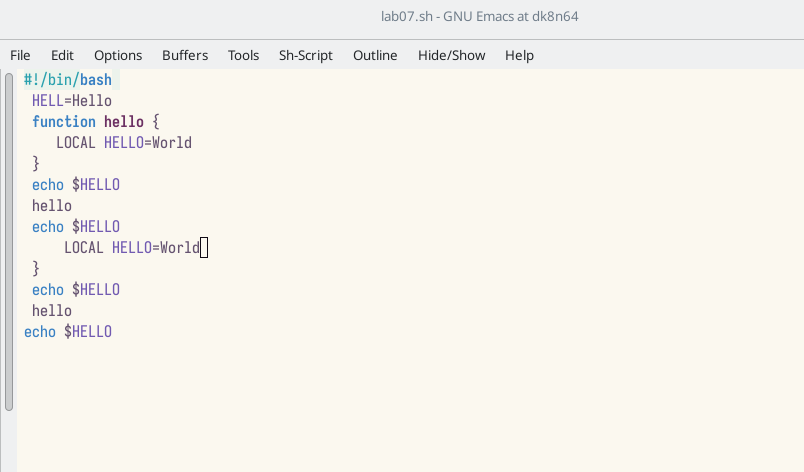 lab07.sh - GNU Emacs at dk8n64
File Edit Options Buffers Tools Sh-Script Outline Hide/Show Help
#!/bin/bash
HELL=Hello
function hello {
LOCAL HELLO=World
}
echo $HELLO
hello
echo $HELLO
LOCAL HELLO=World
}
echo $HELLO
hello
echo $HELLO